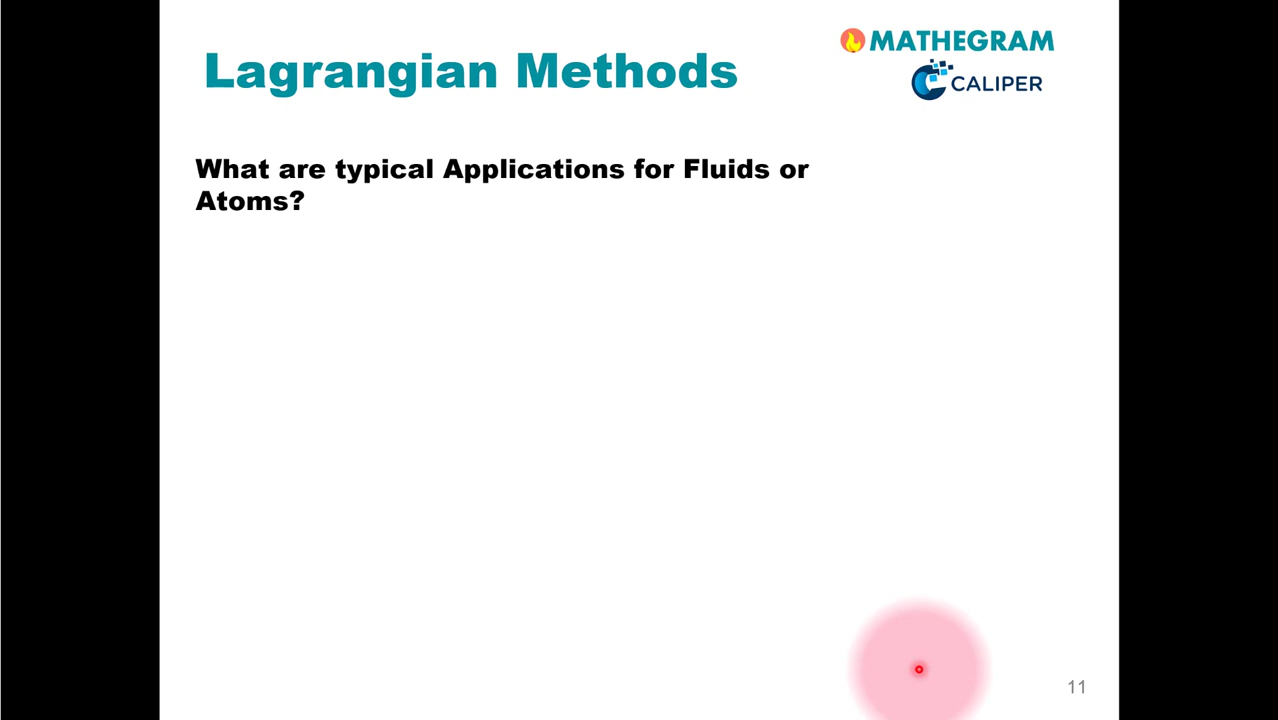 Lagrangian Methods
MATHEGRAM
CALIPER
What are typical Applications for Fluids or
Atoms?
11